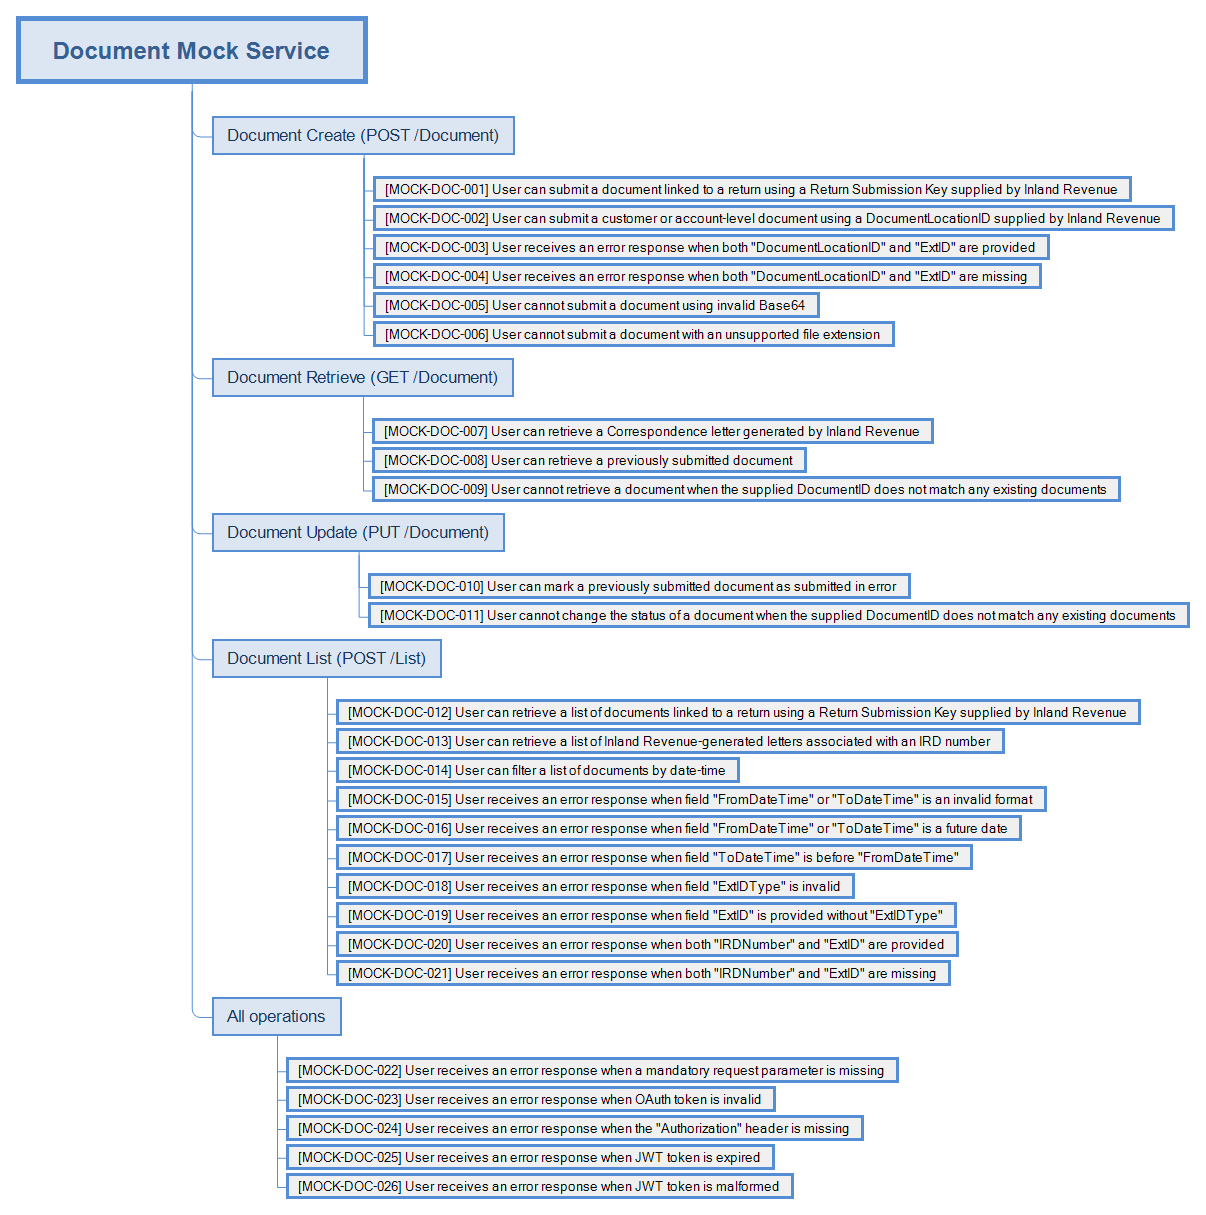 Document Mock Service
Document Create (POST /Document)
[MOCK-DOC-001] User can submit a document linked to a return using a Return Submission Key supplied by Inland Revenue
[MOCK-DOC-002] User can submit a customer or account-level document using a DocumentLocationID supplied by Inland Revenue
[MOCK-DOC-003] User receives an error response when both "DocumentLocationID" and "ExtID" are provided
[MOCK-DOC-004] User receives an error response when both "DocumentLocationID" and "ExtID" are missing
[MOCK-DOC-005] User cannot submit a document using invalid Base64
[MOCK-DOC-006] User cannot submit a document with an unsupported file extension
Document Retrieve (GET /Document)
[MOCK-DOC-007] User can retrieve a Correspondence letter generated by Inland Revenue
[MOCK-DOC-008] User can retrieve a previously submitted document
[MOCK-DOC-009] User cannot retrieve a document when the supplied DocumentID does not match any existing documents
Document Update (PUT /Document)
[MOCK-DOC-010] User can mark a previously submitted document as submitted in error
[MOCK-DOC-011] User cannot change the status of a document when the supplied DocumentID does not match any existing documents
Document List (POST /List)
[MOCK-DOC-012] User can retrieve a list of documents linked to a return using a Return Submission Key supplied by Inland Revenue
[MOCK-DOC-013] User can retrieve a list of Inland Revenue-generated letters associated with an IRD number
[MOCK-DOC-014] User can filter a list of documents by date-time
[MOCK-DOC-015] User receives an error response when field "FromDateTime" or "ToDateTime" is an invalid format
[MOCK-DOC-016] User receives an error response when field "FromDateTime" or "ToDateTime" is a future date
[MOCK-DOC-017] User receives an error response when field "ToDateTime" is before "FromDateTime"
[MOCK-DOC-018] User receives an error response when field "ExtIDType" is invalid
[MOCK-DOC-019] User receives an error response when field "ExtID" is provided without "ExtIDType"
[MOCK-DOC-020] User receives an error response when both "IRDNumber" and "ExtID" are provided
[MOCK-DOC-021] User receives an error response when both "IRDNumber" and "ExtID" are missing
All operations
[MOCK-DOC-022] User receives an error response when a mandatory request parameter is missing
[MOCK-DOC-023] User receives an error response when OAuth token is invalid
[MOCK-DOC-024] User receives an error response when the "Authorization" header is missing
[MOCK-DOC-025] User receives an error response when JWT token is expired
[MOCK-DOC-026] User receives an error response when JWT token is malformed